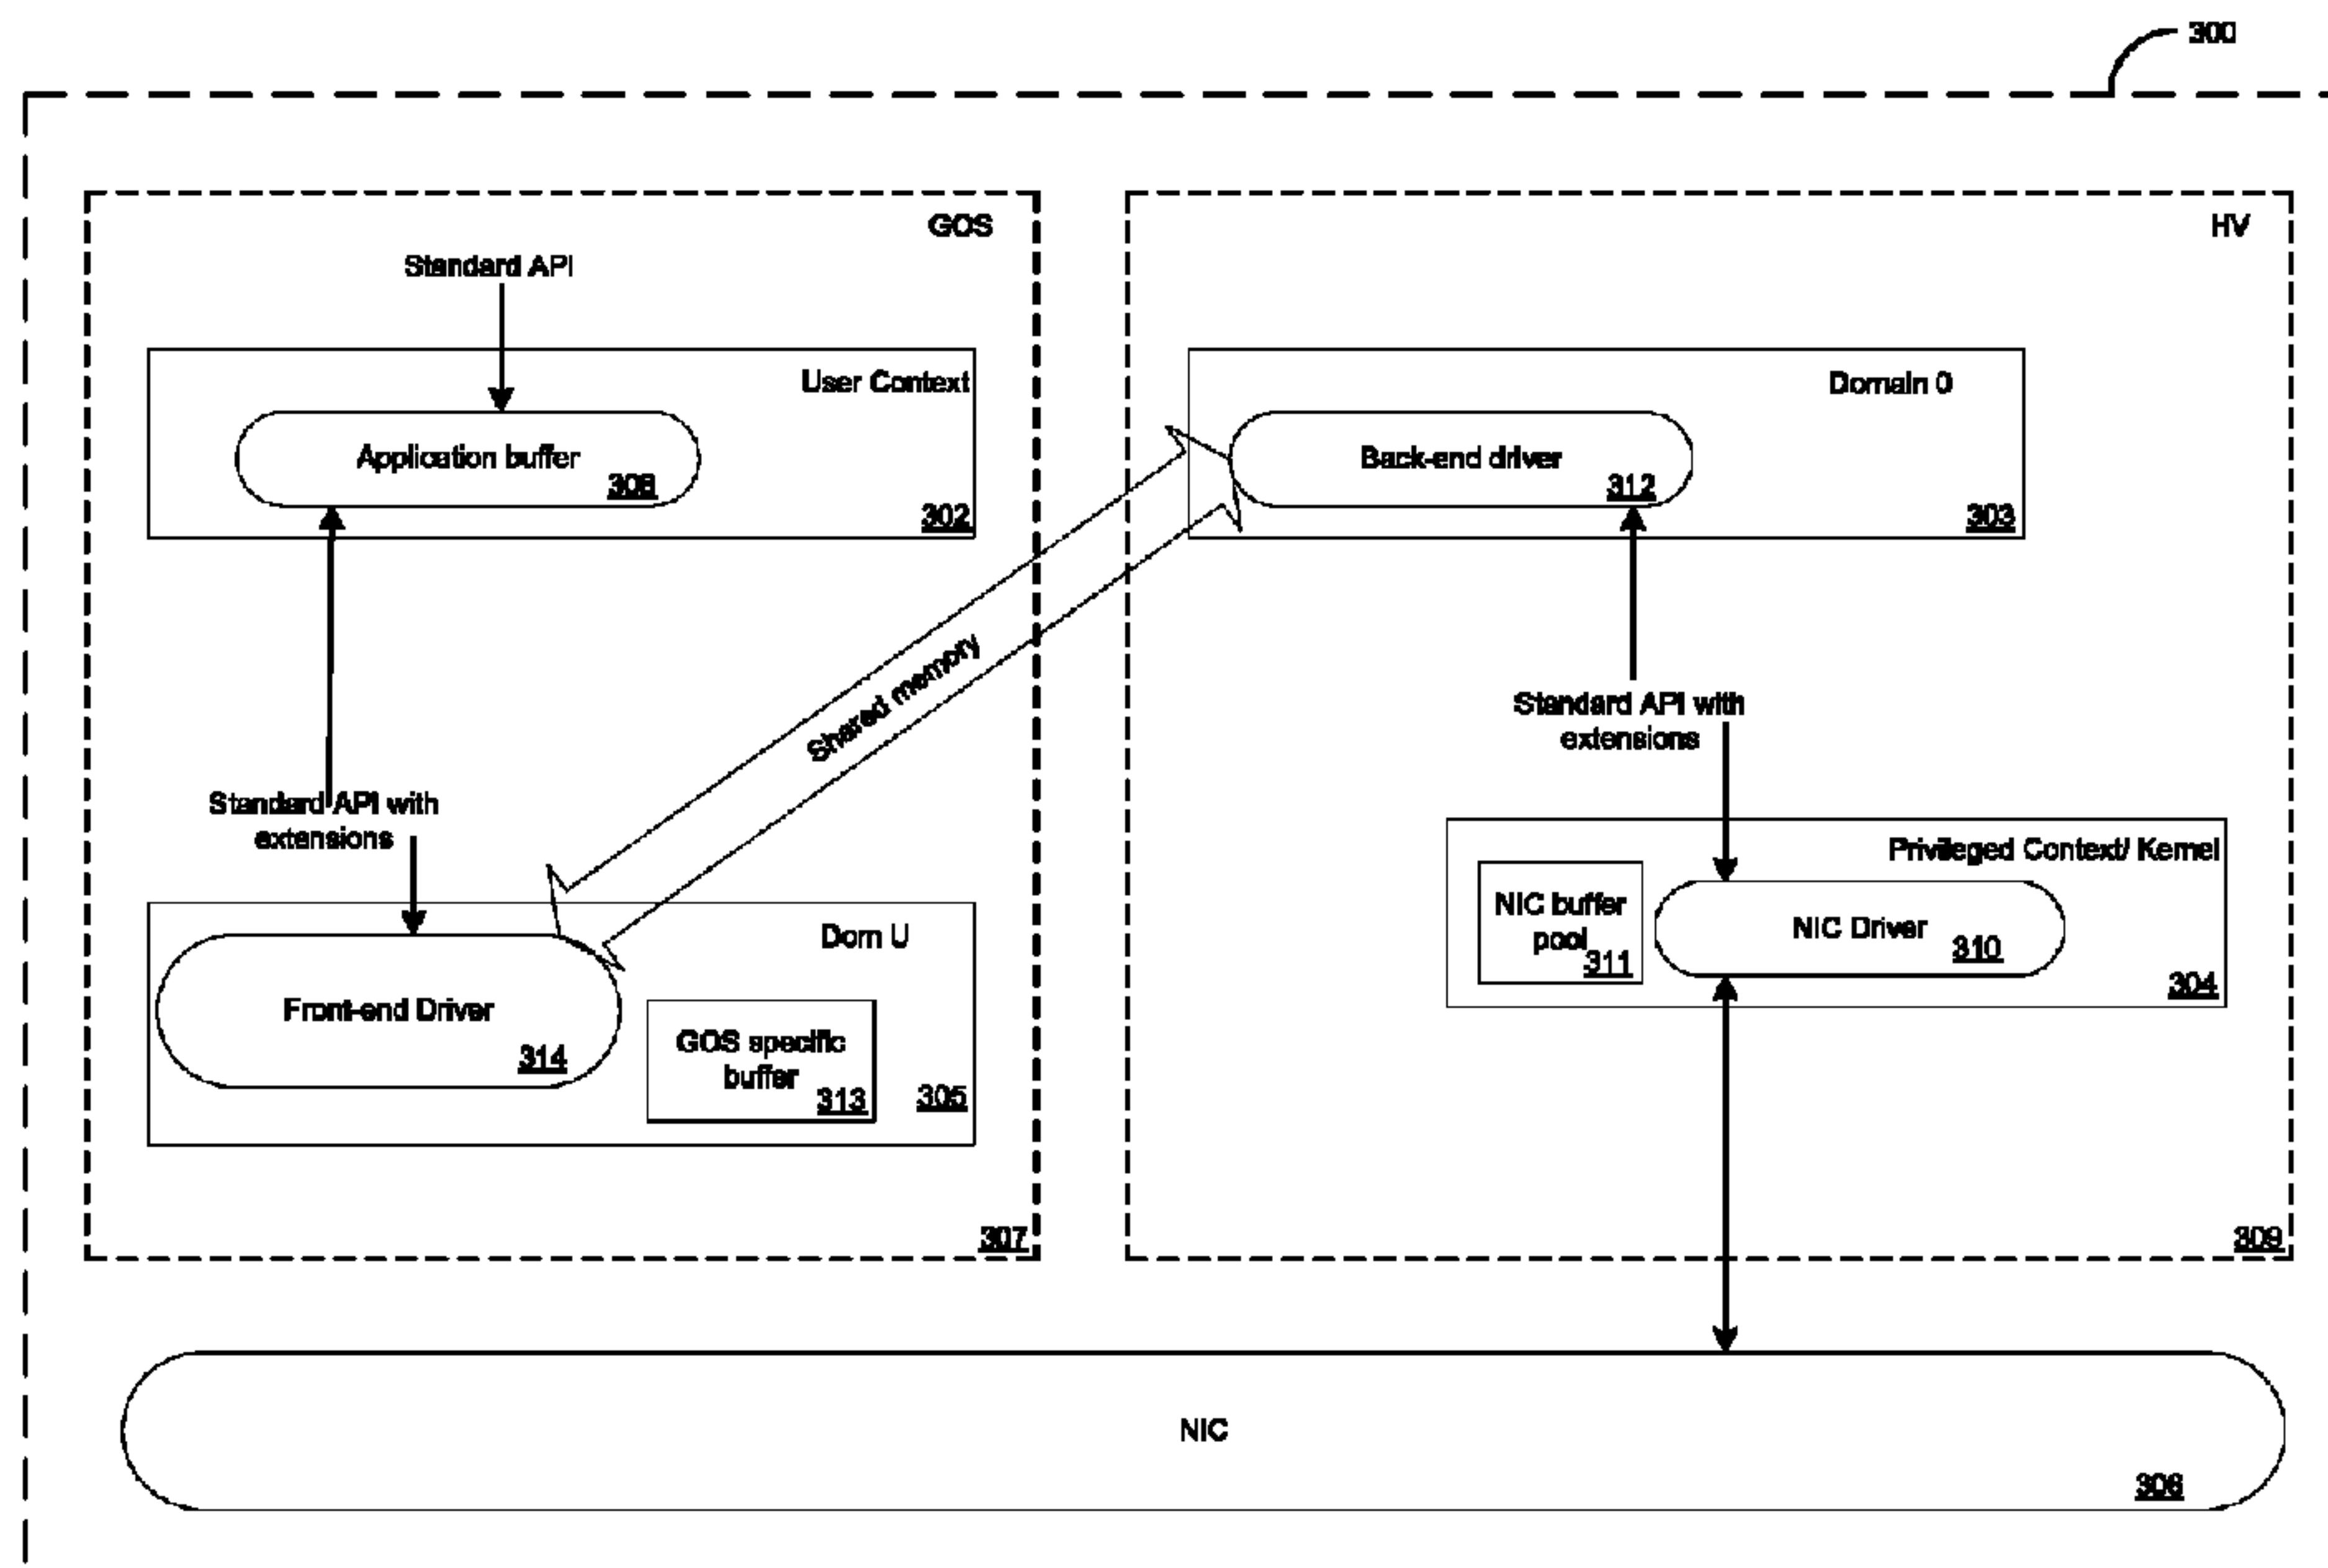 300
GOS
HV
Standard API
User Context
Application buffer
308
302
Domain 0
Back-end driver
312
303
Shared memory
Standard API with
extensions
Standard API with
extensions
Privileged Context/ Kernel
NIC buffer
pool
311
NIC Driver
310
304
Dom U
Front-end Driver
314
GOS specific
buffer
313
305
307
309
NIC
306